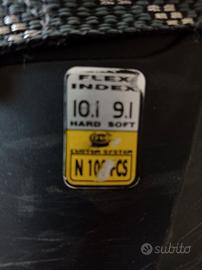 FLEX
INDEX
10.1 9.1
HARD SOFT
CUSTOM SYSTEM
subito